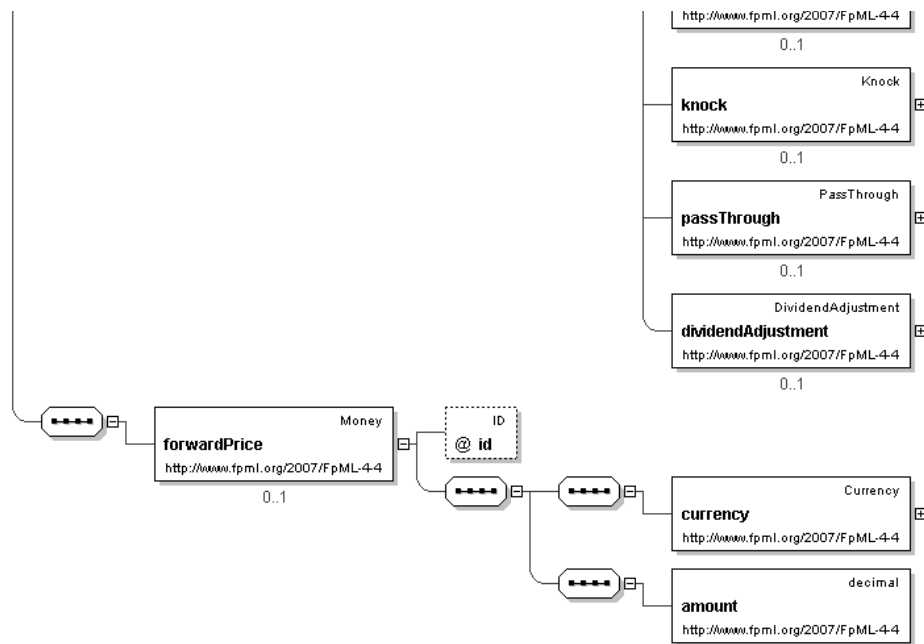 http://www.fpml.org/2007/FpML-4-4
0..1
Knock
knock
http://www.fpml.org/2007/FpML-4-4
0..1
PassThrough
passThrough
http://www.fpml.org/2007/FpML-4-4
0..1
DividendAdjustment
dividendAdjustment
http://www.fpml.org/2007/FpML-4-4
0..1
Money
forwardPrice
http://www.fpml.org/2007/FpML-4-4
0..1
ID
@ id
Currency
currency
http://www.fpml.org/2007/FpML-4-4
decimal
amount
http://www.fpml.org/2007/FpML-4-4